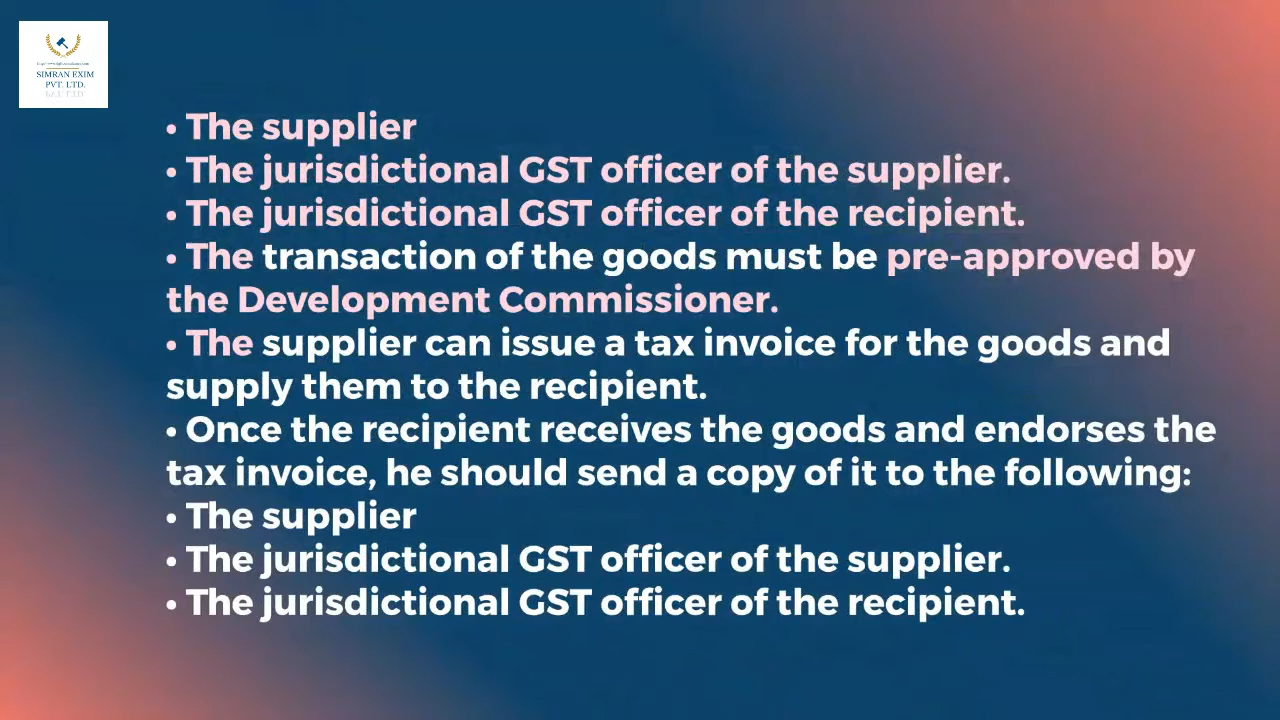 SIMRAN EXIM
PVT. LTD.
• The supplier
• The jurisdictional GST officer of the supplier.
• The jurisdictional GST officer of the recipient.
• The transaction of the goods must be pre-approved by
the Development Commissioner.
• The supplier can issue a tax invoice for the goods and
supply them to the recipient.
• Once the recipient receives the goods and endorses the
tax invoice, he should send a copy of it to the following:
• The supplier
• The jurisdictional GST officer of the supplier.
• The jurisdictional GST officer of the recipient.